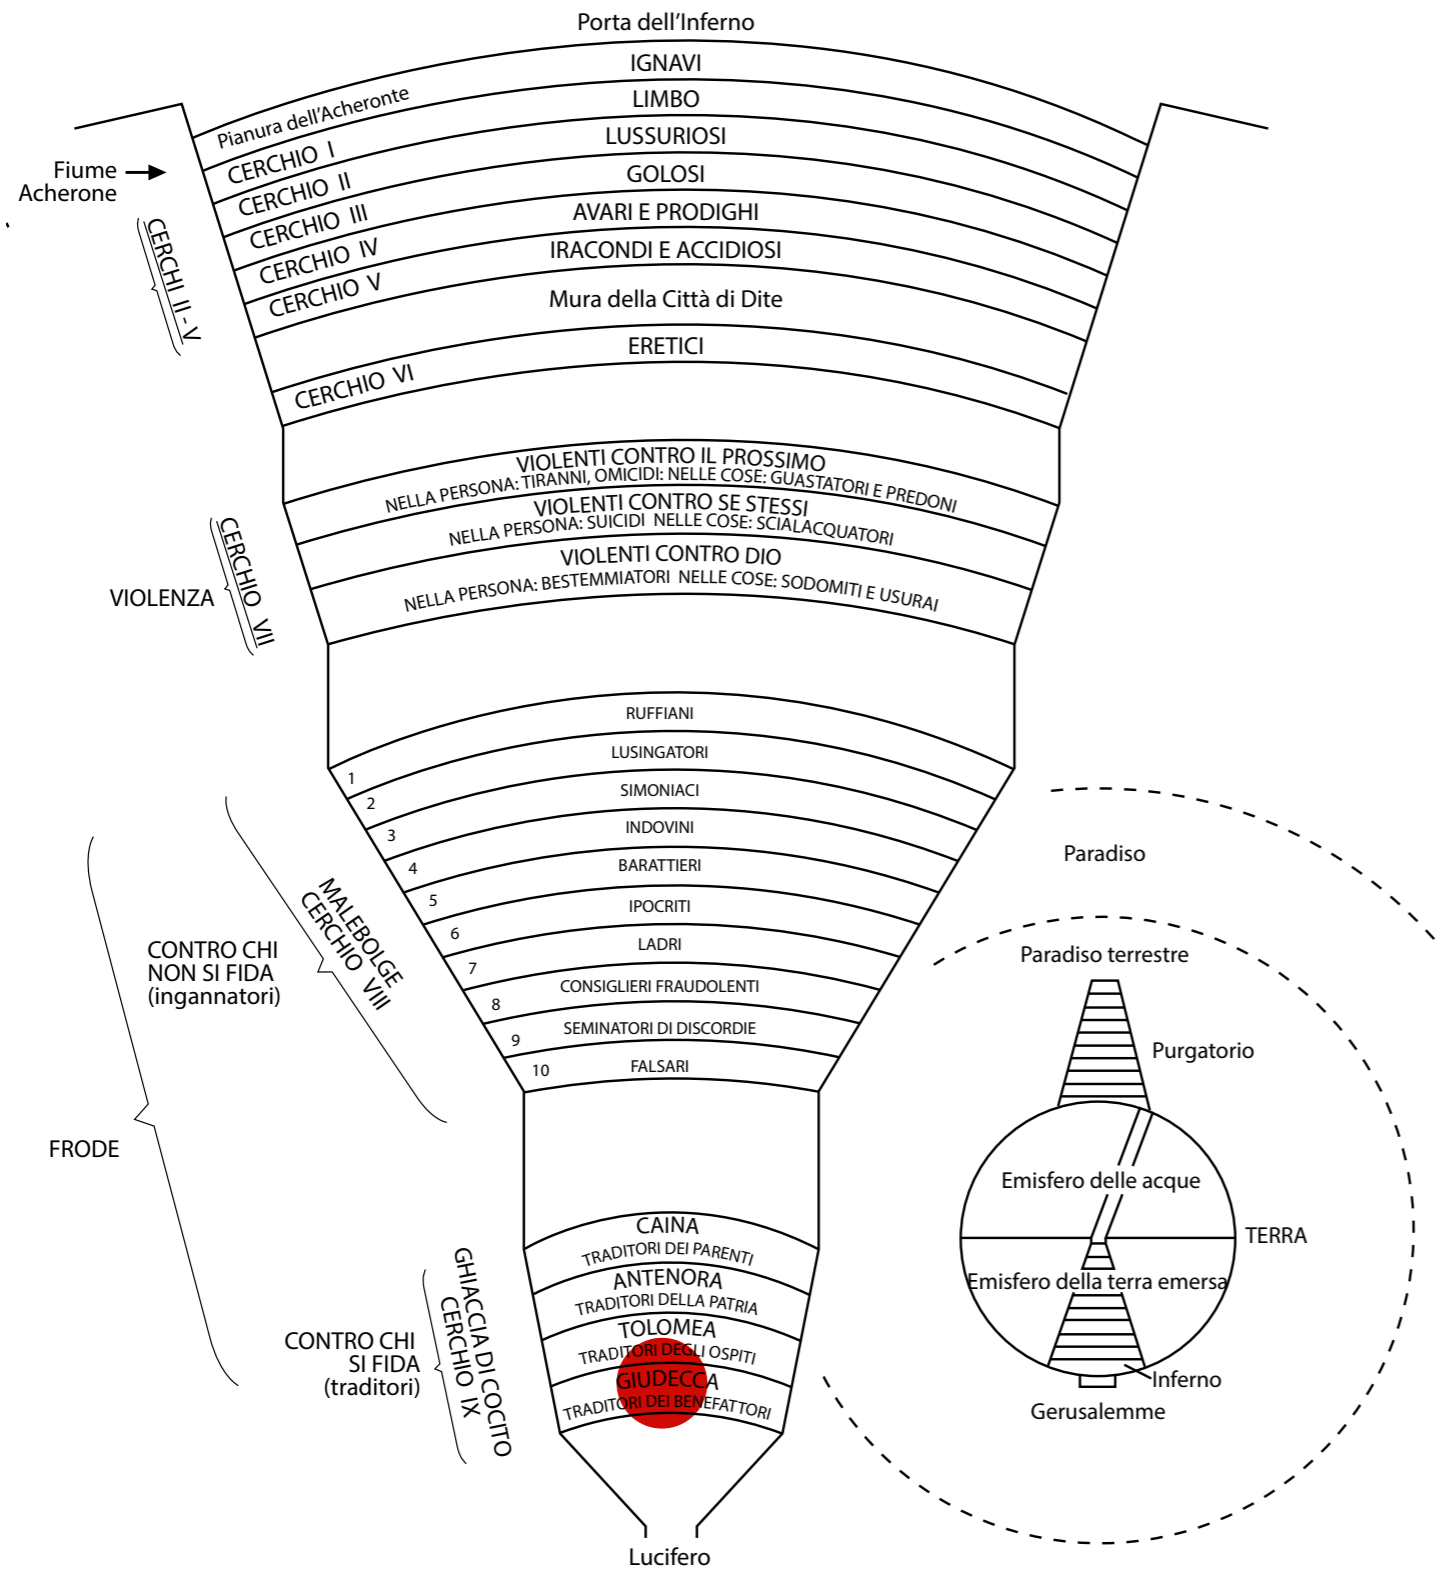 Porta dell'Inferno
IGNAVI
Pianura dell'Acheronte
LIMBO
CERCHIO I
LUSSURIOSI
CERCHIO II
GOLOSI
CERCHIO III
AVARI E PRODIGHI
CERCHIO IV
IRACONDI E ACCIDIOSI
CERCHIO V
Mura della Città di Dite
ERETICI
CERCHIO VI
Fiume
Acherone
CERCHI II - V
VIOLENTI CONTRO IL PROSSIMO
NELLA PERSONA: TIRANNI, OMICIDI: NELLE COSE: GUASTATORI E PREDONI
VIOLENTI CONTRO SE STESSI
NELLA PERSONA: SUICIDI NELLE COSE: SCIALACQUATORI
VIOLENTI CONTRO DIO
NELLA PERSONA: BESTEMMIATORI NELLE COSE: SODOMITI E USURAI
CERCHIO VII
VIOLENZA
RUFFIANI
1
LUSINGATORI
2
SIMONIACI
3
INDOVINI
4
BARATTIERI
5
IPOCRITI
6
LADRI
7
CONSIGLIERI FRAUDOLENTI
8
SEMINATORI DI DISCORDIE
9
FALSARI
10
MALEBOLGE
CERCHIO VIII
CONTRO CHI
NON SI FIDA
(ingannatori)
FRODE
CAINA
TRADITORI DEI PARENTI
ANTENORA
TRADITORI DELLA PATRIA
TOLOMEA
TRADITORI DEGLI OSPITI
GIUDECCA
TRADITORI DEI BENEFATTORI
GHIACCIA DI COCITO
CERCHIO IX
CONTRO CHI
SI FIDA
(traditori)
Lucifero
Paradiso
Paradiso terrestre
Purgatorio
Emisfero delle acque
TERRA
Emisfero della terra emersa
Inferno
Gerusalemme